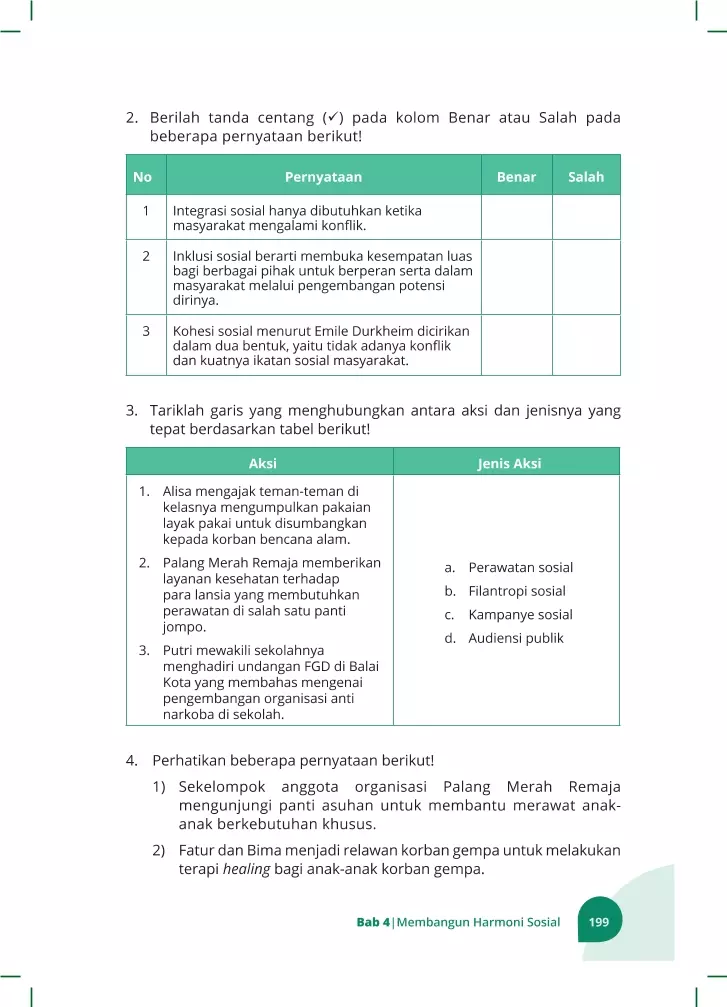 2. Berilah tanda centang (✓) pada kolom Benar atau Salah pada
beberapa pernyataan berikut!
No Pernyataan Benar Salah
1 Integrasi sosial hanya dibutuhkan ketika
masyarakat mengalami konflik.
2 Inklusi sosial berarti membuka kesempatan luas
bagi berbagai pihak untuk berperan serta dalam
masyarakat melalui pengembangan potensi
dirinya.
3 Kohesi sosial menurut Emile Durkheim dicirikan
dalam dua bentuk, yaitu tidak adanya konflik
dan kuatnya ikatan sosial masyarakat.
3. Tariklah garis yang menghubungkan antara aksi dan jenisnya yang
tepat berdasarkan tabel berikut!
Aksi Jenis Aksi
1. Alisa mengajak teman-teman di
kelasnya mengumpulkan pakaian
layak pakai untuk disumbangkan
kepada korban bencana alam.
2. Palang Merah Remaja memberikan
layanan kesehatan terhadap
para lansia yang membutuhkan
perawatan di salah satu panti
jompo.
3. Putri mewakili sekolahnya
menghadiri undangan FGD di Balai
Kota yang membahas mengenai
pengembangan organisasi anti
narkoba di sekolah.
a. Perawatan sosial
b. Filantropi sosial
c. Kampanye sosial
d. Audiensi publik
4. Perhatikan beberapa pernyataan berikut!
1) Sekelompok anggota organisasi Palang Merah Remaja
mengunjungi panti asuhan untuk membantu merawat anak-
anak berkebutuhan khusus.
2) Fatur dan Bima menjadi relawan korban gempa untuk melakukan
terapi healing bagi anak-anak korban gempa.
Bab 4|Membangun Harmoni Sosial 199